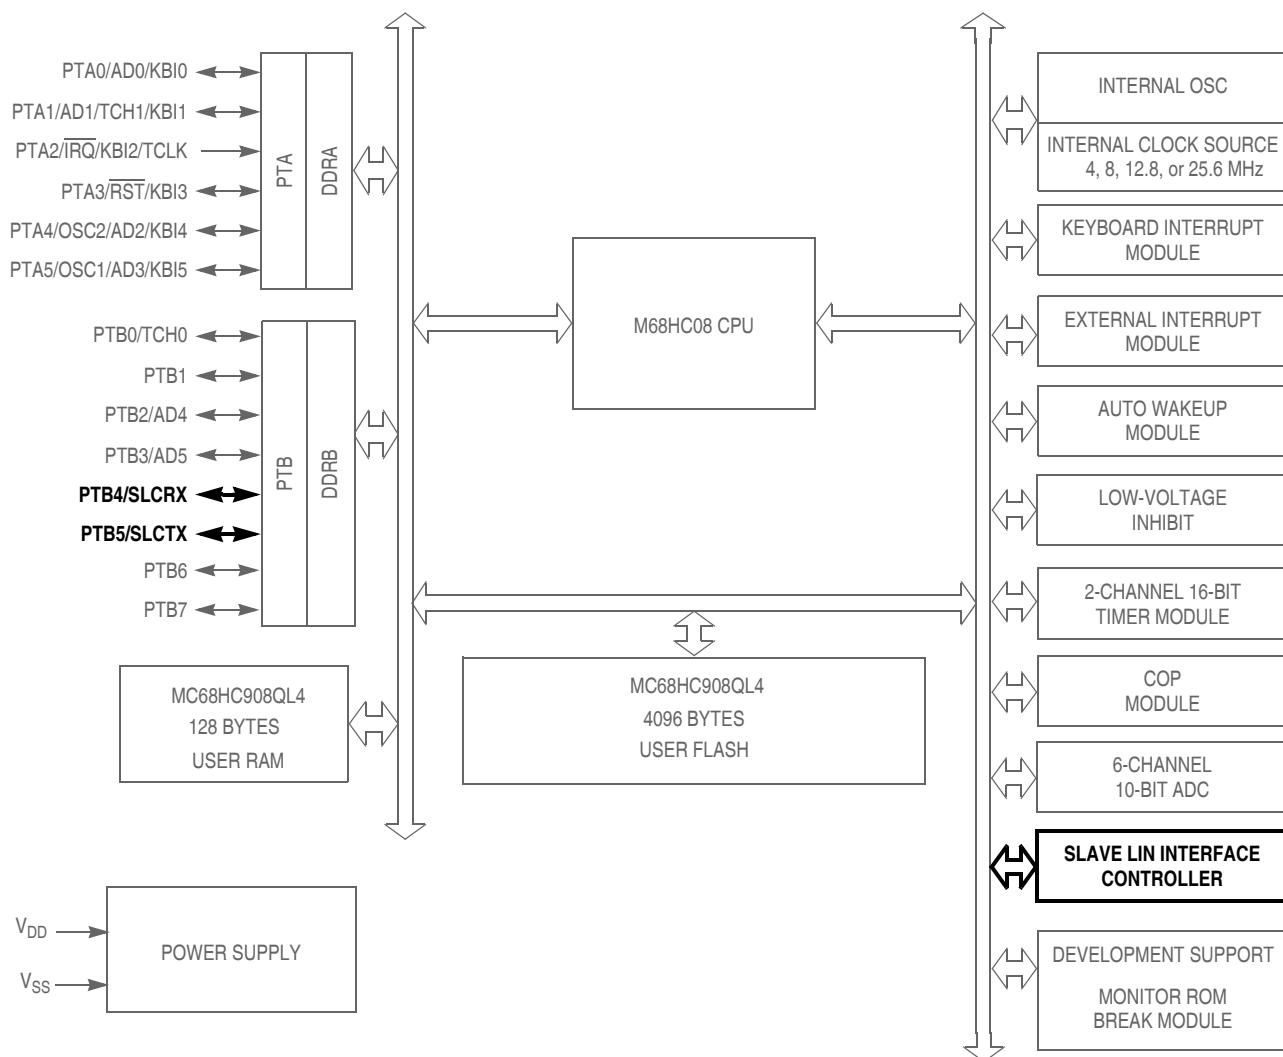 PTA0/AD0/KBI0
PTA1/AD1/TCH1/KBI1
PTA2/IRQ/KBI2/TCLK
PTA3/RST/KBI3
PTA4/OSC2/AD2/KBI4
PTA5/OSC1/AD3/KBI5
PTA
DDRA
PTB0/TCH0
PTB1
PTB2/AD4
PTB3/AD5
PTB4/SLCRX
PTB5/SLCTX
PTB6
PTB7
PTB
DDRB
M68HC08 CPU
MC68HC908QL4
128 BYTES
USER RAM
MC68HC908QL4
4096 BYTES
USER FLASH
VDD
VSS
POWER SUPPLY
INTERNAL OSC
INTERNAL CLOCK SOURCE
4, 8, 12.8, or 25.6 MHz
KEYBOARD INTERRUPT
MODULE
EXTERNAL INTERRUPT
MODULE
AUTO WAKEUP
MODULE
LOW-VOLTAGE
INHIBIT
2-CHANNEL 16-BIT
TIMER MODULE
COP
MODULE
6-CHANNEL
10-BIT ADC
SLAVE LIN INTERFACE
CONTROLLER
DEVELOPMENT SUPPORT
MONITOR ROM
BREAK MODULE